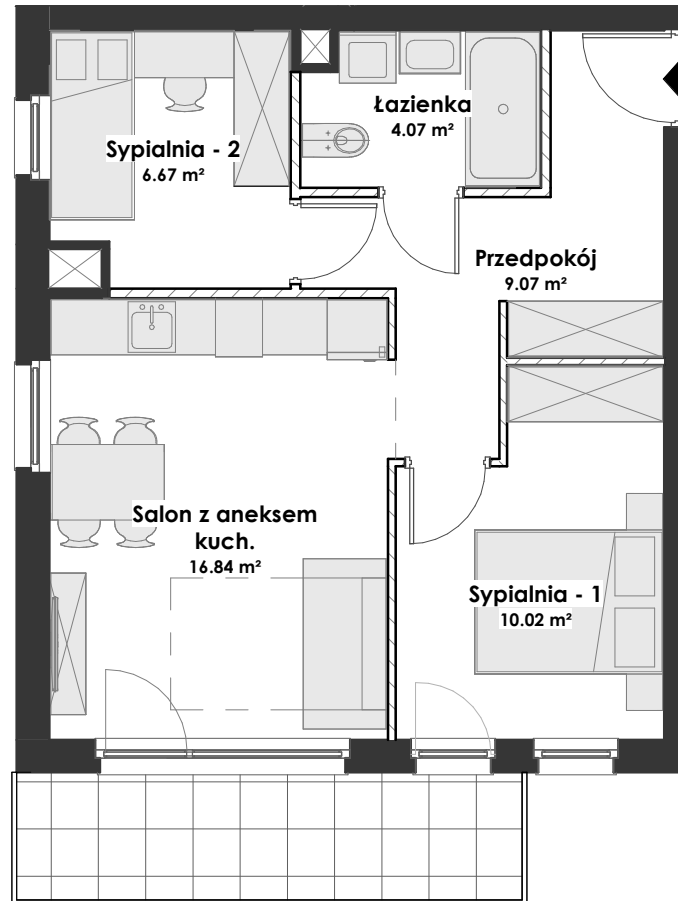 Łazienka
4.07 m²
Sypialnia - 2
6.67 m²
Przedpokój
9.07 m²
Salon z aneksem
kuch.
16.84 m²
Sypialnia - 1
10.02 m²